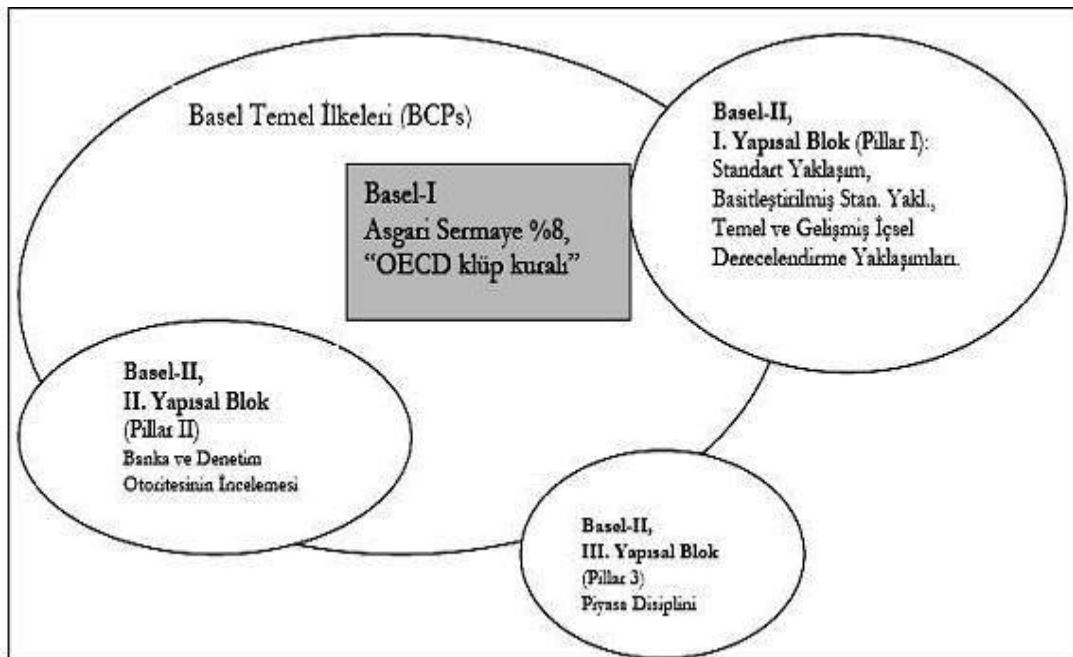 Basel Temel İlkeleri (BCPs)
Basel-I
Asgari Sermaye %8,
“OECD klüp kuralı”
Basel-II,
I. Yapısal Blok (Pillar I):
Standart Yaklaşım,
Basitleştirilmiş Stan. Yakl.,
Temel ve Gelişmiş İçsel
Derecelendirme Yaklaşımları.
Basel-II,
II. Yapısal Blok
(Pillar II)
Banka ve Denetim
Otoritesinin İncelemesi
Basel-II,
III. Yapısal Blok
(Pillar 3)
Piyasa Disiplini